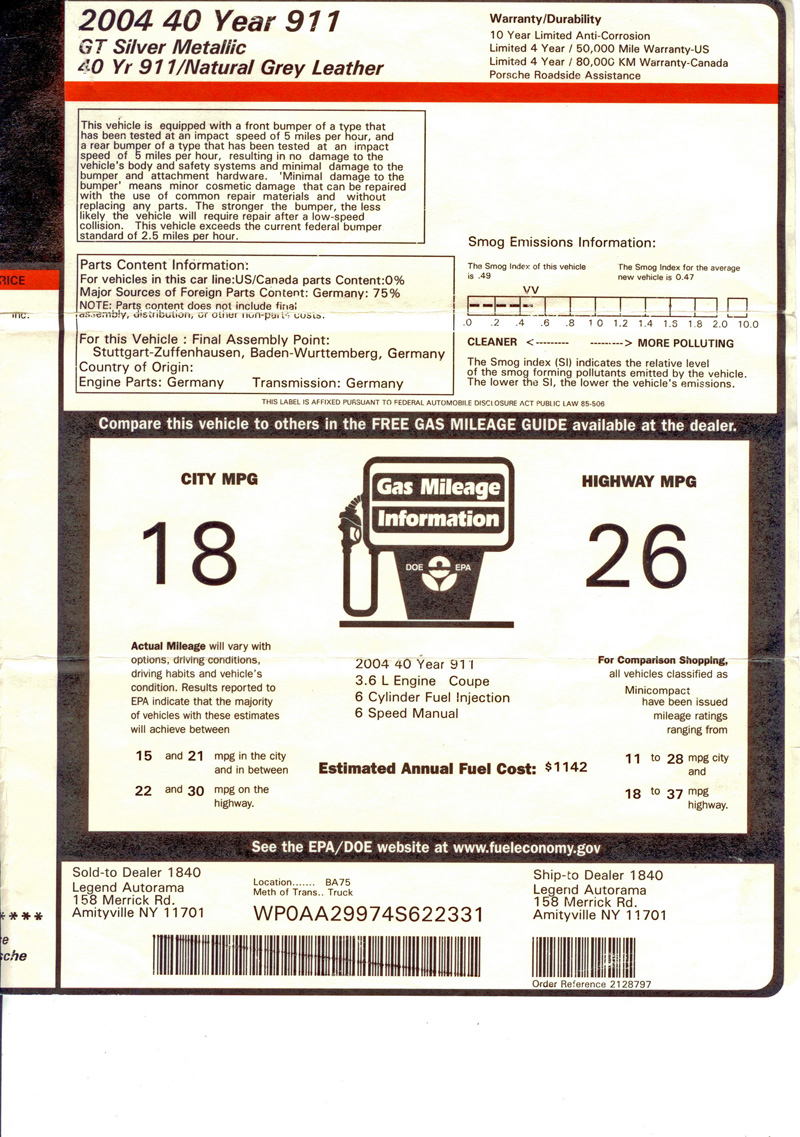 2004 40 Year 911
GT Silver Metallic
40 Yr 911/Natural Grey Leather
Warranty/Durability
10 Year Limited Anti-Corrosion
Limited 4 Year / 50,000 Mile Warranty-US
Limited 4 Year / 80,000 KM Warranty-Canada
Porsche Roadside Assistance
This vehicle is equipped with a front bumper of a type that
has been tested at an impact speed of 5 miles per hour, and
a rear bumper of a type that has been tested at an impact
speed of 5 miles per hour, resulting in no damage to the
vehicle's body and safety systems and minimal damage to the
bumper and attachment hardware. 'Minimal damage to the
bumper' means minor cosmetic damage that can be repaired
with the use of common repair materials and without
replacing any parts. The stronger the bumper, the less
likely the vehicle will require repair after a low-speed
collision. This vehicle exceeds the current federal bumper
standard of 2.5 miles per hour.
RICE
inc.
Parts Content Information:
For vehicles in this car line:US/Canada parts Content:0%
Major Sources of Foreign Parts Content: Germany: 75%
NOTE: Parts content does not include final
assembly, distribution, or other non-parts costs.
For this Vehicle : Final Assembly Point:
Stuttgart-Zuffenhausen, Baden-Wurttemberg, Germany
Country of Origin:
Engine Parts: Germany Transmission: Germany
Smog Emissions Information:
The Smog Index of this vehicle
is .49
The Smog Index for the average
new vehicle is 0.47
VV
.0 .2 .4 .6 .8 1 0 1.2 1.4 1.6 1.8 2.0 10.0
CLEANER <--------- ---------> MORE POLLUTING
The Smog index (SI) indicates the relative level
of the smog forming pollutants emitted by the vehicle.
The lower the SI, the lower the vehicle's emissions.
THIS LABEL IS AFFIXED PURSUANT TO FEDERAL AUTOMOBILE DISCLOSURE ACT PUBLIC LAW 85-506
Compare this vehicle to others in the FREE GAS MILEAGE GUIDE available at the dealer.
CITY MPG
18
Gas Mileage
Information
DOE EPA
HIGHWAY MPG
26
Actual Mileage will vary with
options, driving conditions,
driving habits and vehicle's
condition. Results reported to
EPA indicate that the majority
of vehicles with these estimates
will achieve between
15 and 21 mpg in the city
and in between
22 and 30 mpg on the
highway.
2004 40 Year 911
3.6 L Engine Coupe
6 Cylinder Fuel Injection
6 Speed Manual
Estimated Annual Fuel Cost: $1142
For Comparison Shopping,
all vehicles classified as
Minicompact
have been issued
mileage ratings
ranging from
11 to 28 mpg city
and
18 to 37 mpg
highway.
See the EPA/DOE website at www.fueleconomy.gov
****
e
sche
Sold-to Dealer 1840
Legend Autorama
158 Merrick Rd.
Amityville NY 11701
Location....... BA75
Meth of Trans.. Truck
WP0AA29974S622331
Ship-to Dealer 1840
Legend Autorama
158 Merrick Rd.
Amityville NY 11701
Order Reference 2128797